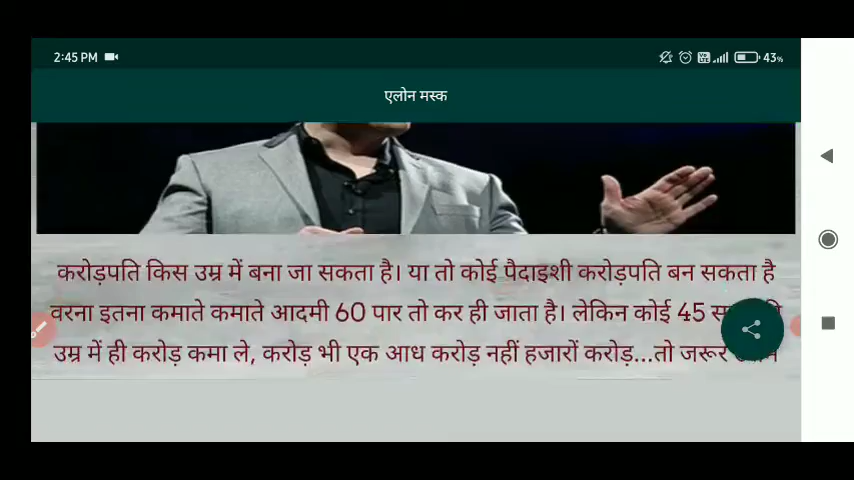 2:45 PM
43%
एलोन मस्क
करोड़पति किस उम्र में बना जा सकता है। या तो कोई पैदाइशी करोड़पति बन सकता है
वरना इतना कमाते कमाते आदमी 60 पार तो कर ही जाता है। लेकिन कोई 45
उम्र में ही करोड़ कमा ले, करोड़ भी एक आध करोड़ नहीं हजारों करोड़...तो जरूर